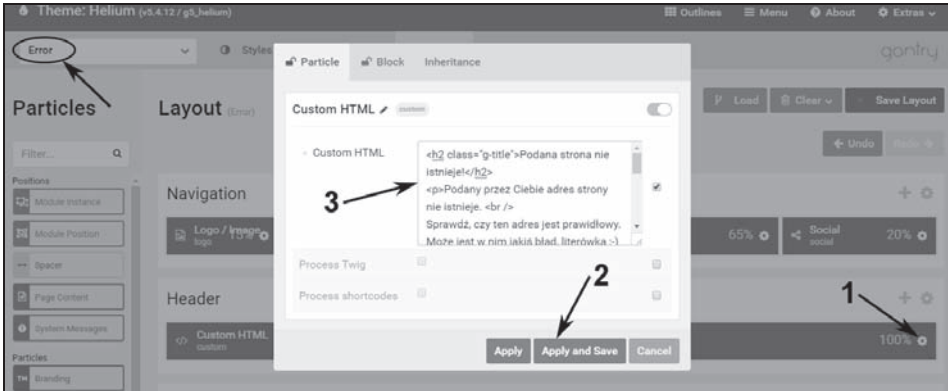 Theme: Helium (v5.4.12 / g5_helium)
Outlines Menu About Extras
Error
Styles
gantry
Particle Block Inheritance
Particles
Layout (Error)
Load Clear Save Layout
Custom HTML custom
Undo Redo
Filter...
Custom HTML
<h2 class="g-title">Podana strona nie
istnieje!</h2>
<p>Podany przez Ciebie adres strony
nie istnieje. <br />
Sprawdź, czy ten adres jest prawidłowy.
Może jest w nim jakiś błąd, literówka :-)
3
Positions
Module Instance
Module Position
Spacer
Page Content
System Messages
Particles
Branding
Navigation
Logo / Image 15%
logo
65%
Social 20%
social
Process Twig
Process shortcodes
2
Header
1
Custom HTML 100%
custom
Apply Apply and Save Cancel